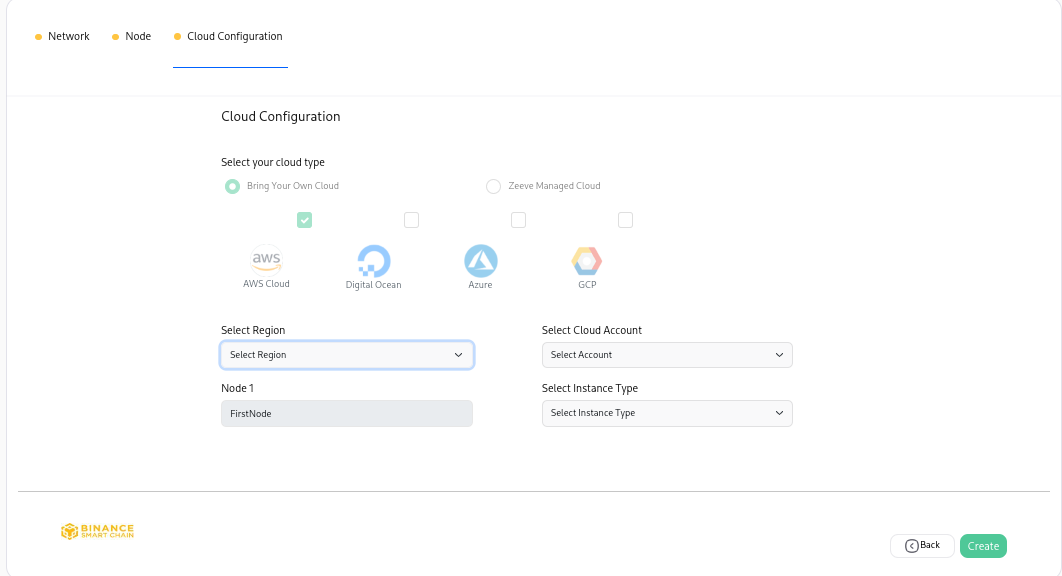 Network Node Cloud Configuration
Cloud Configuration
Select your cloud type
Bring Your Own Cloud Zeeve Managed Cloud
aws
AWS Cloud Digital Ocean Azure GCP
Select Region Select Cloud Account
Select Region Select Account
Node 1 Select Instance Type
FirstNode Select Instance Type
BINANCE
SMART CHAIN
Back Create